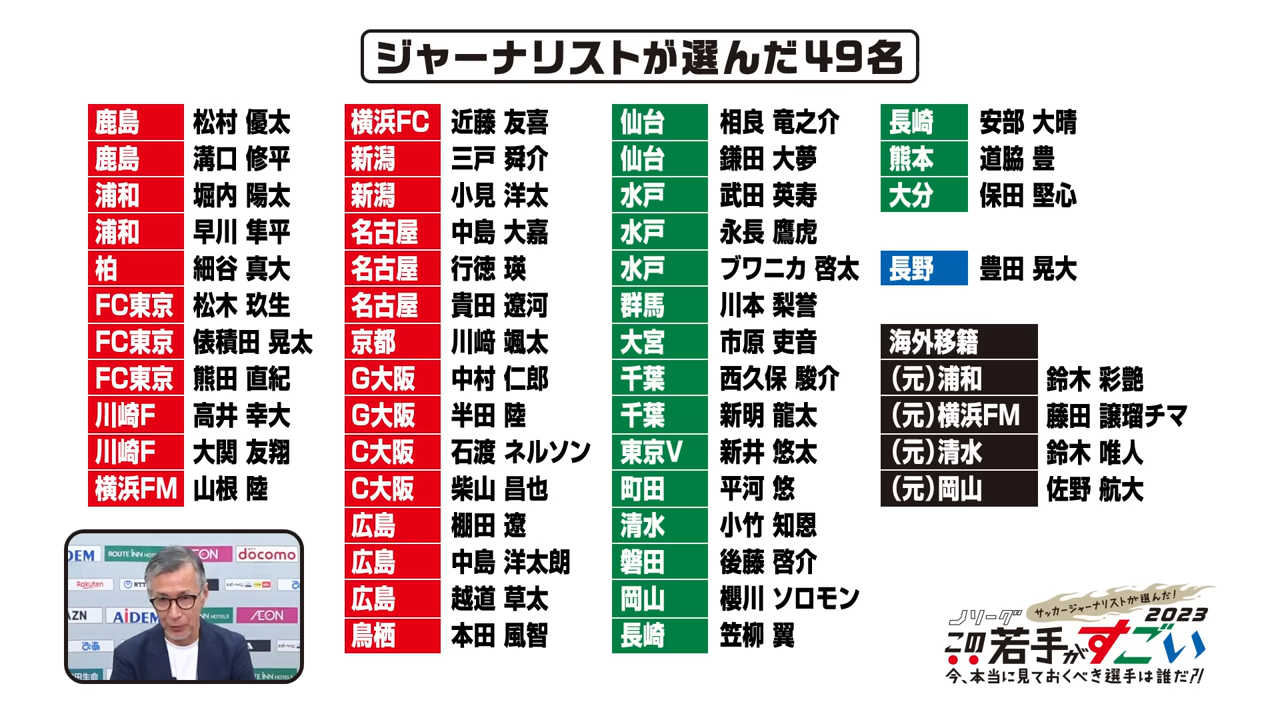 ジャーナリストが選んだ49名
鹿島 松村 優太
鹿島 溝口 修平
浦和 堀内 陽太
浦和 早川 隼平
柏 細谷 真大
FC東京 松木 玖生
FC東京 俵積田 晃太
FC東京 熊田 直紀
川崎F 高井 幸大
川崎F 大関 友翔
横浜FM 山根 陸
横浜FC 近藤 友喜
新潟 三戸 舜介
新潟 小見 洋太
名古屋 中島 大嘉
名古屋 行徳 瑛
名古屋 貴田 遼河
京都 川﨑 颯太
G大阪 中村 仁郎
G大阪 半田 陸
C大阪 石渡 ネルソン
C大阪 柴山 昌也
広島 棚田 遼
広島 中島 洋太朗
広島 越道 草太
鳥栖 本田 風智
仙台 相良 竜之介
仙台 鎌田 大夢
水戸 武田 英寿
水戸 永長 鷹虎
水戸 ブワニカ 啓太
群馬 川本 梨誉
大宮 市原 吏音
千葉 西久保 駿介
千葉 新明 龍太
東京V 新井 悠太
町田 平河 悠
清水 小竹 知恩
磐田 後藤 啓介
岡山 櫻川 ソロモン
長崎 笠柳 翼
長崎 安部 大晴
熊本 道脇 豊
大分 保田 堅心
長野 豊田 晃大
海外移籍
(元)浦和 鈴木 彩艶
(元)横浜FM 藤田 譲瑠チマ
(元)清水 鈴木 唯人
(元)岡山 佐野 航大
DEM ROUTE INN HOTELS AEON döcomo
Rakuten NTT
AZN AiDEM HOTELS AEON
ぴあ
田生命
サッカージャーナリストが選んだ!
Jリーグ 2023
この若手がすごい
今、本当に見ておくべき選手は誰だ?!